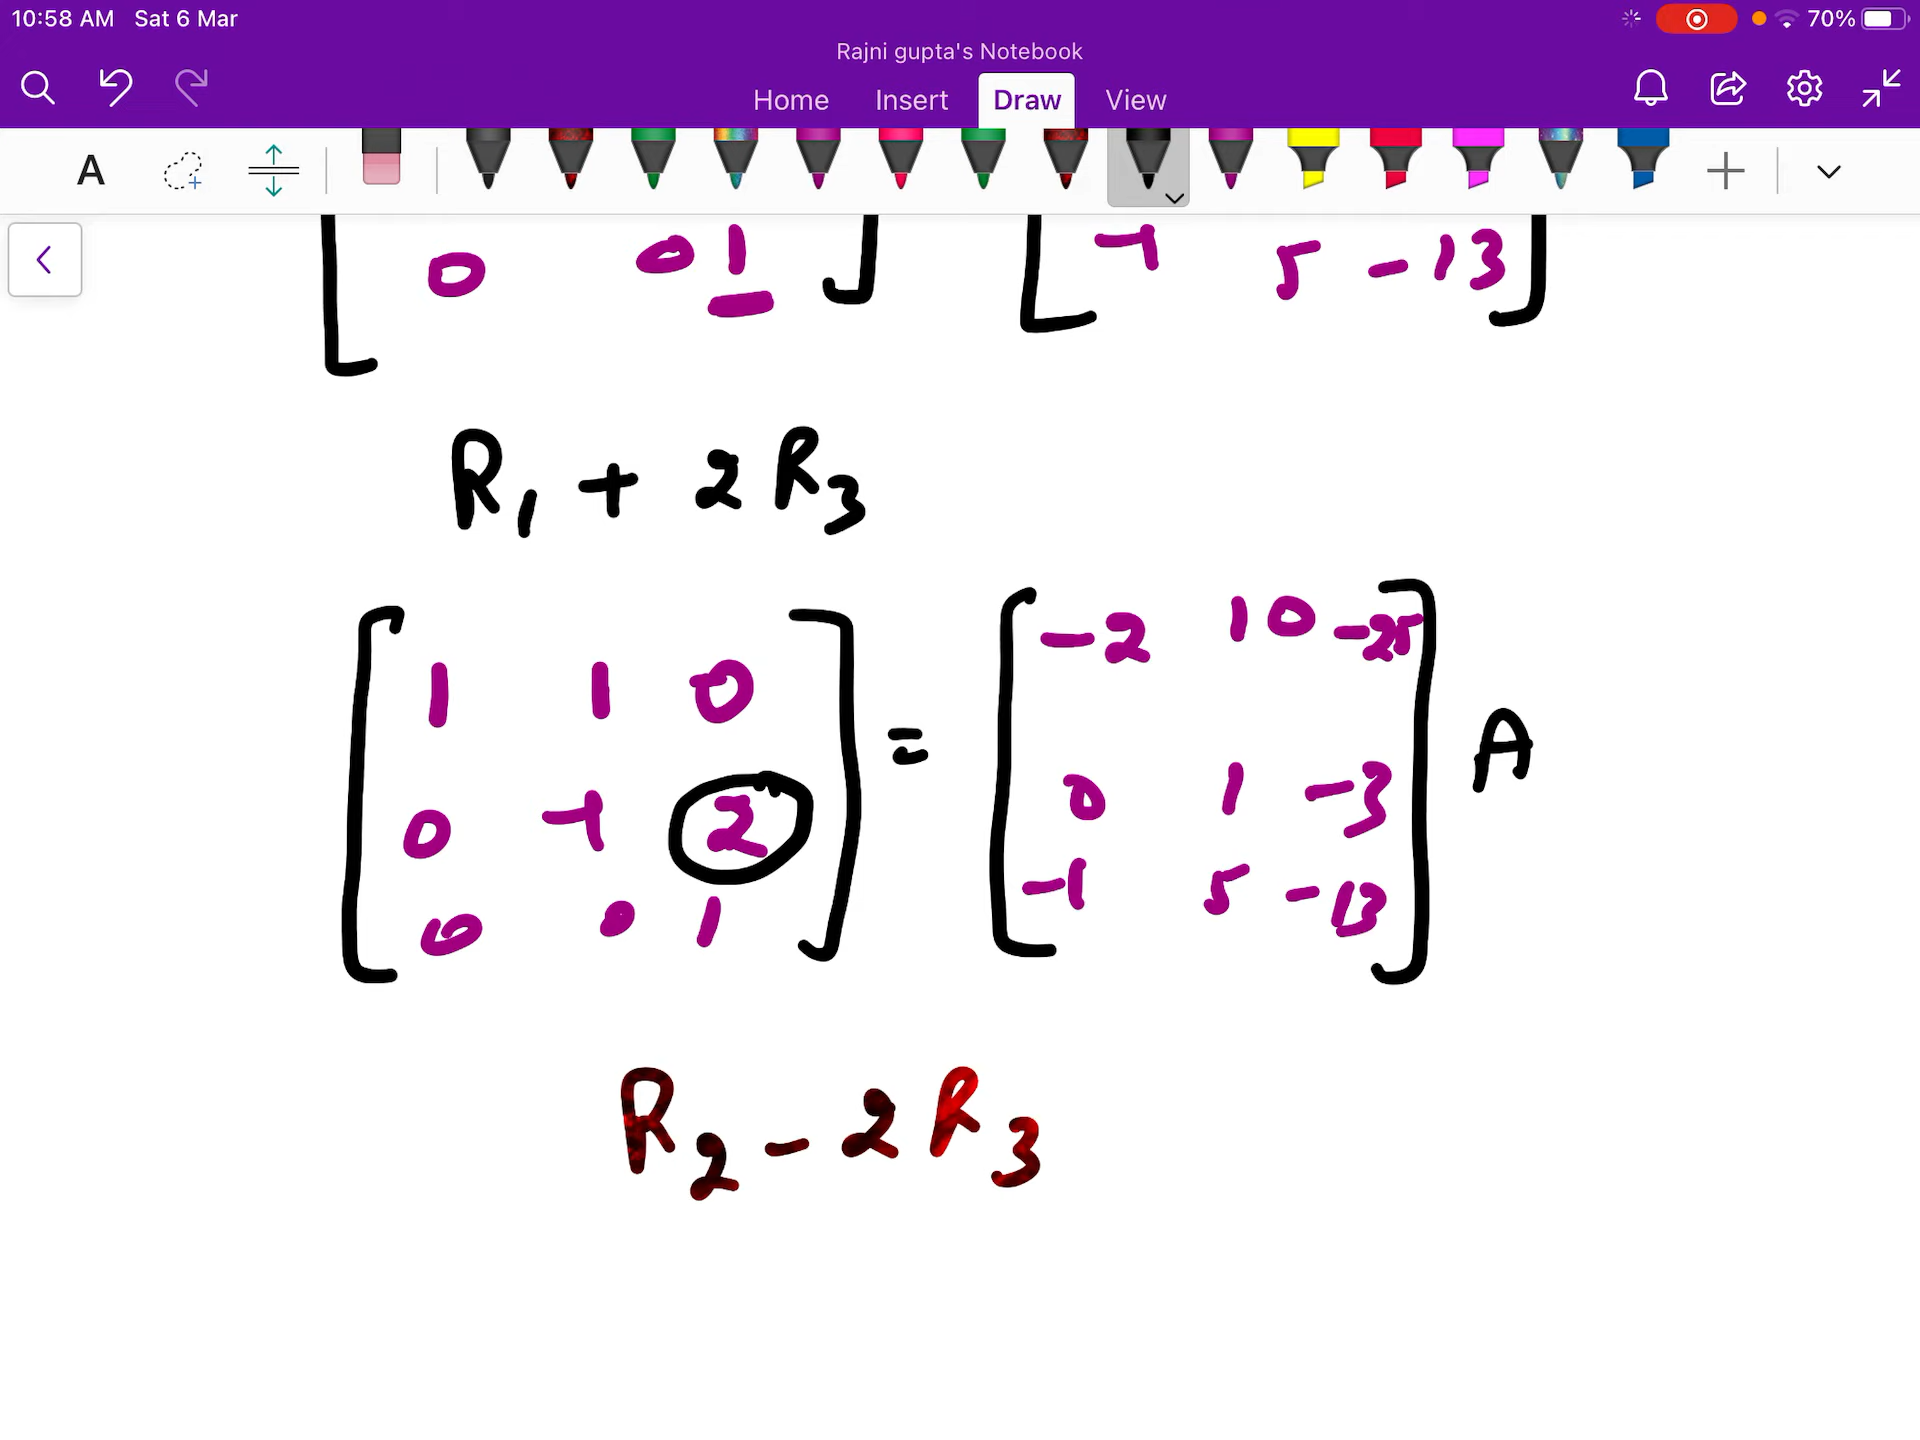 10:58 AM Sat 6 Mar 70%
Rajni gupta's Notebook
Home Insert Draw View
A
0 0 1 -1 5 -13
R₁ + 2R₃
1 1 0 -2 10 -25
= A
0 -1 2 0 1 -3
0 0 1 -1 5 -13
R₂ - 2R₃